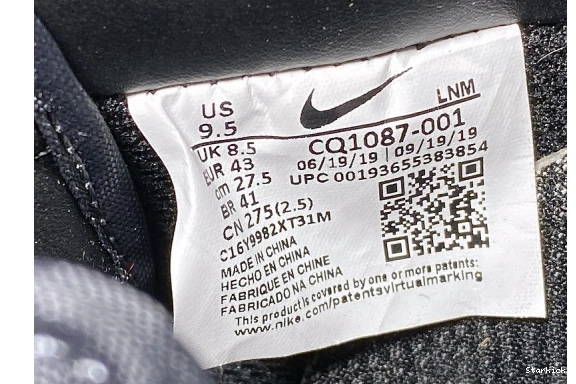 US
9.5
LNM
UK 8.5
CQ1087-001
EUR 43
06/19/19 | 09/19/19
cm 27.5
UPC 00193655383854
BR 41
CN 275(2.5)
C16Y9982XT31M
MADE IN CHINA
HECHO EN CHINA
FABRIQUE EN CHINE
FABRICADO NA CHINA
This product is covered by one or more patents:
www.nike.com/patentsvirtualmarking
Starkick